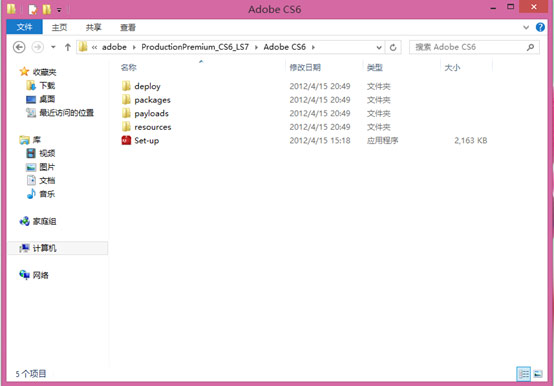 Adobe CS6
文件 主页 共享 查看
« adobe ▸ ProductionPremium_CS6_LS7 ▸ Adobe CS6 ▸ 搜索 Adobe CS6
名称 修改日期 类型 大小
收藏夹
下载
桌面
最近访问的位置
库
视频
图片
文档
音乐
家庭组
计算机
网络
deploy 2012/4/15 20:49 文件夹
packages 2012/4/15 20:49 文件夹
payloads 2012/4/15 20:49 文件夹
resources 2012/4/15 20:49 文件夹
Set-up 2012/4/15 15:18 应用程序 2,163 KB
5 个项目